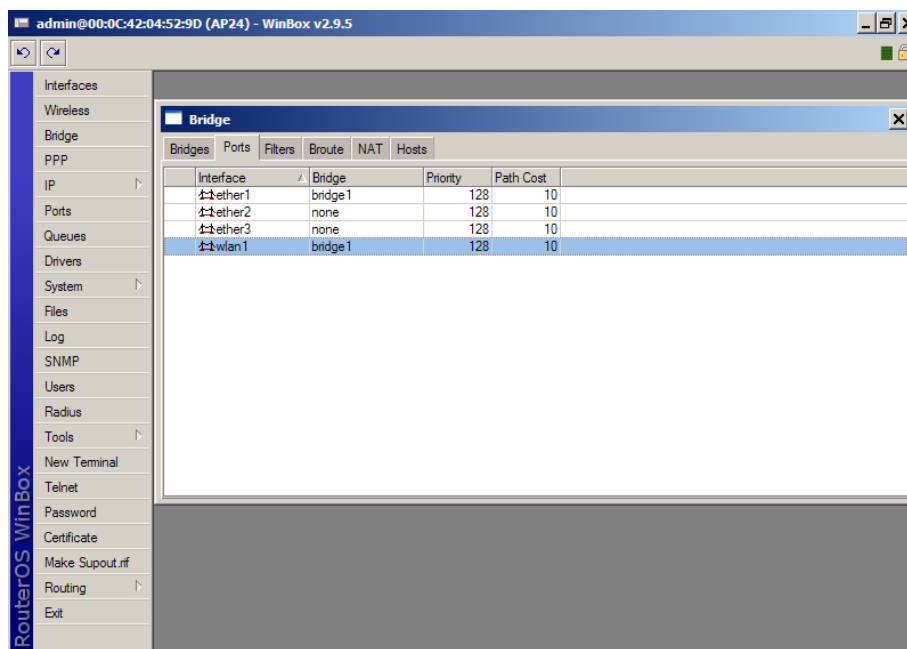 admin@00:0C:42:04:52:9D (AP24) - WinBox v2.9.5
Interfaces
Wireless
Bridge
PPP
IP
Ports
Queues
Drivers
System
Files
Log
SNMP
Users
Radius
Tools
New Terminal
Telnet
Password
Certificate
Make Supout.rif
Routing
Exit
RouterOS WinBox
Bridge
Bridges Ports Filters Broute NAT Hosts
Interface Bridge Priority Path Cost
ether1 bridge1 128 10
ether2 none 128 10
ether3 none 128 10
wlan1 bridge1 128 10